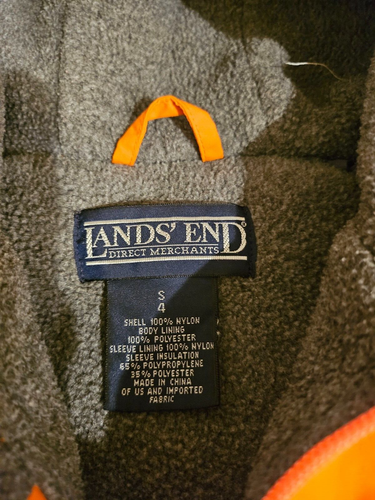 LANDS' END®
DIRECT MERCHANTS
S
4
SHELL 100% NYLON
BODY LINING
100% POLYESTER
SLEEVE LINING 100% NYLON
SLEEVE INSULATION
65% POLYPROPYLENE
35% POLYESTER
MADE IN CHINA
OF US AND IMPORTED
FABRIC